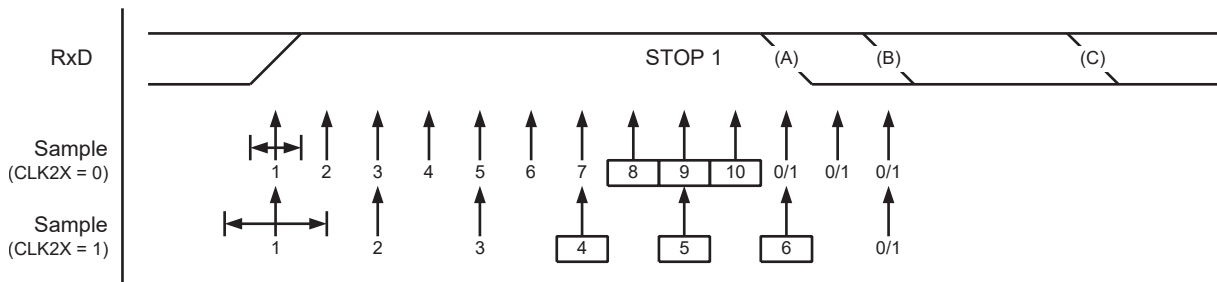 RxD STOP 1 (A) (B) (C)
Sample
(CLK2X = 0)
1 2 3 4 5 6 7 8 9 10 0/1 0/1 0/1
Sample
(CLK2X = 1)
1 2 3 4 5 6 0/1